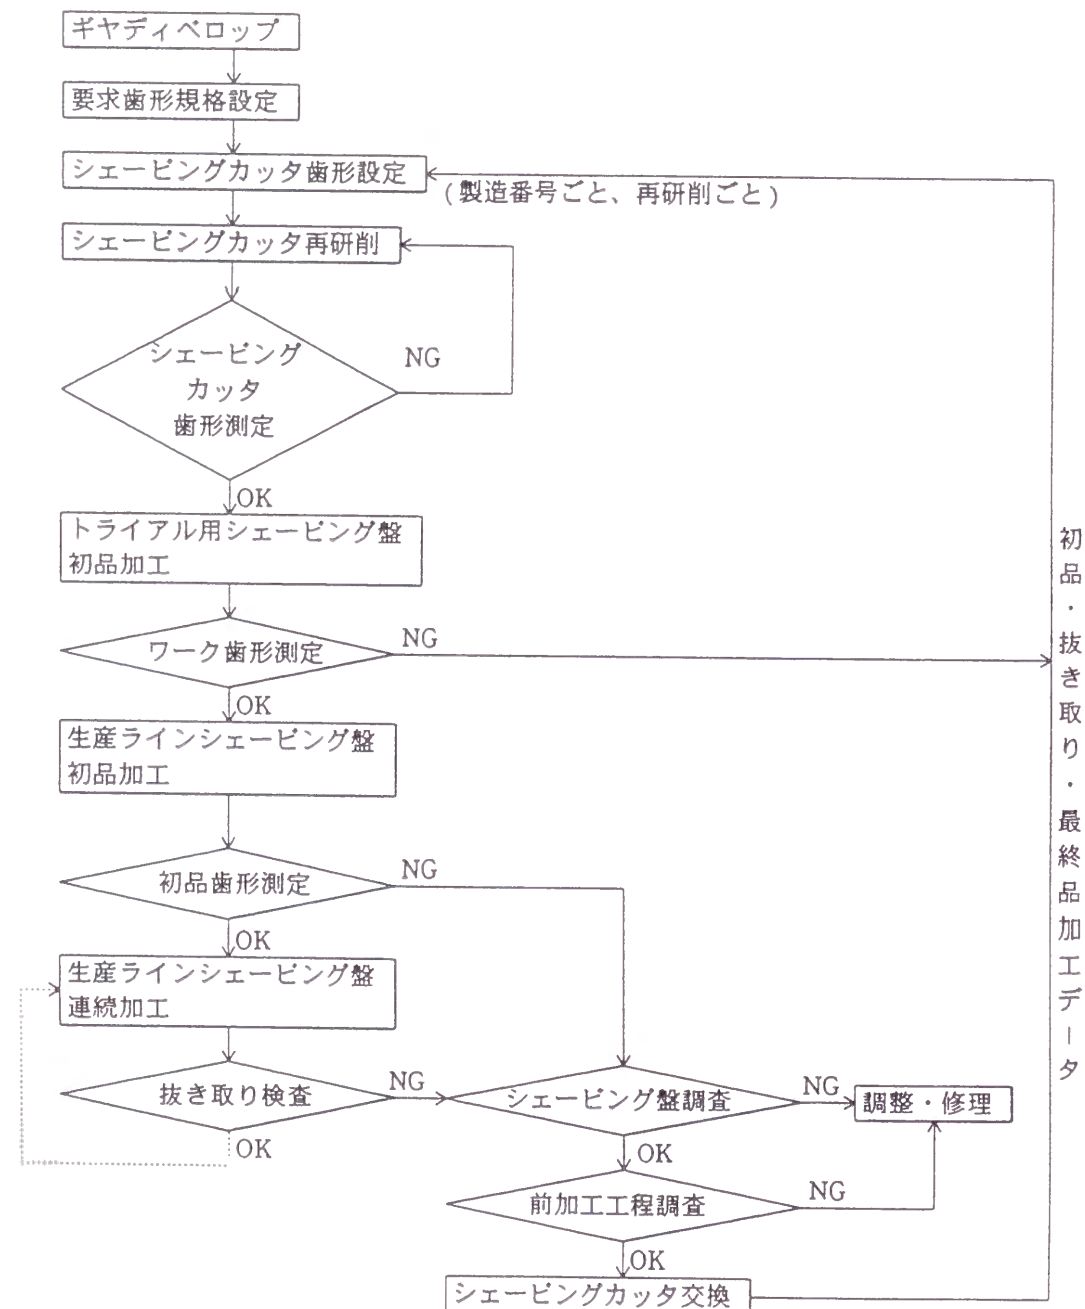 ギヤディベロップ
要求歯形規格設定
シェービングカッタ歯形設定
(製造番号ごと、再研削ごと)
シェービングカッタ再研削
シェービング
カッタ
歯形測定
NG
OK
トライアル用シェービング盤
初品加工
ワーク歯形測定
NG
OK
生産ラインシェービング盤
初品加工
初品歯形測定
NG
OK
生産ラインシェービング盤
連続加工
抜き取り検査
NG
OK
シェービング盤調査
NG
調整・修理
OK
前加工工程調査
NG
OK
シェービングカッタ交換
初品・抜き取り・最終品加工データ